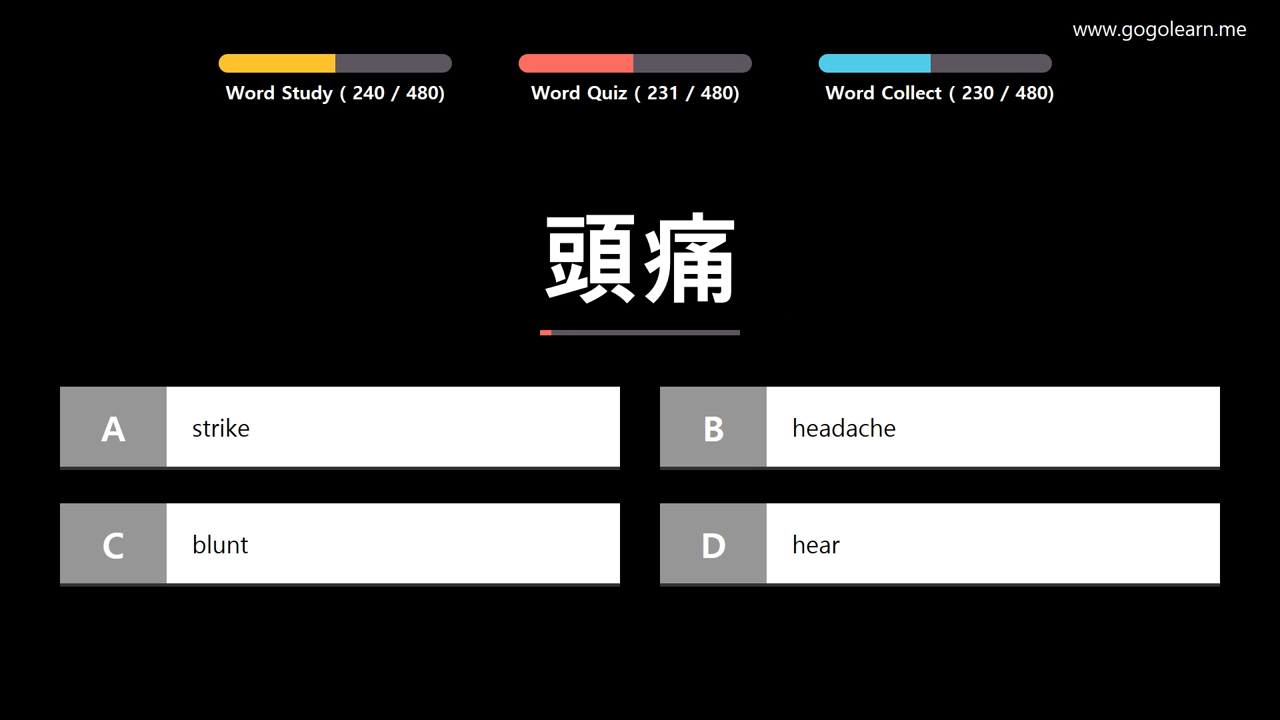 www.gogolearn.me
Word Study ( 240 / 480)
Word Quiz ( 231 / 480)
Word Collect ( 230 / 480)
頭痛
A strike
B headache
C blunt
D hear